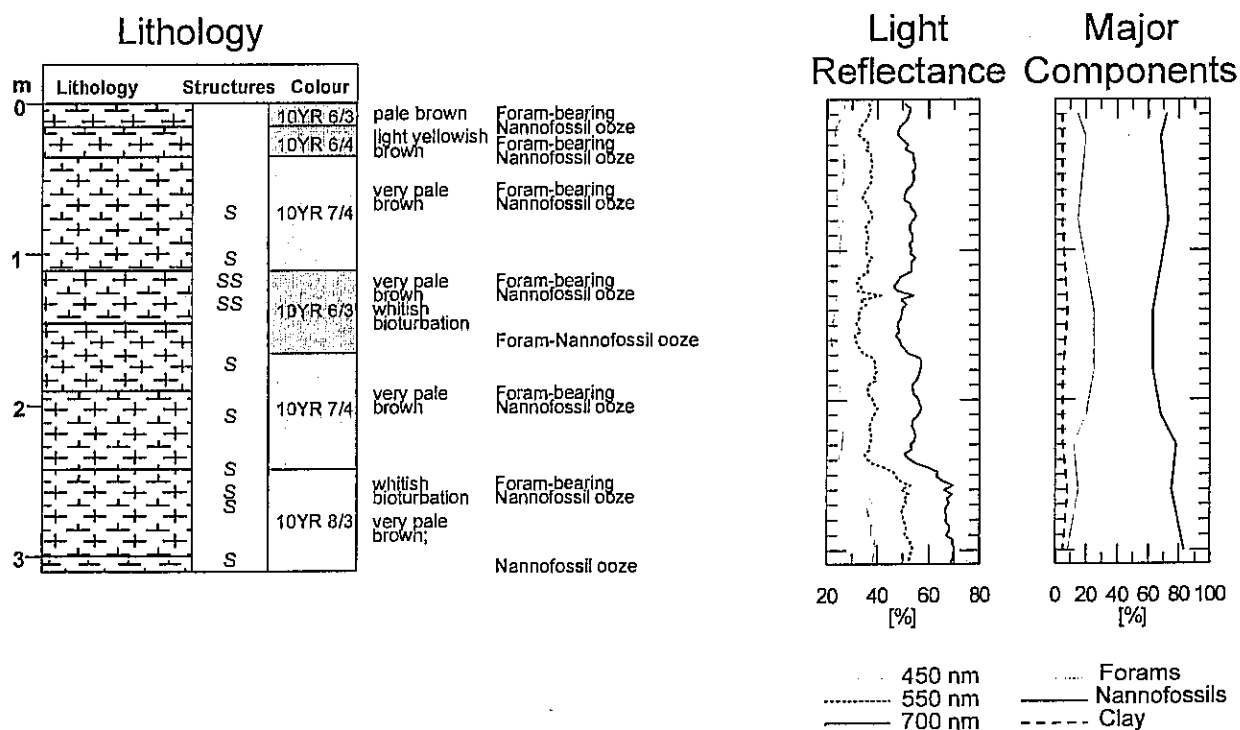 Lithology
Light Reflectance
Major Components
m
Lithology Structures Colour
0
10YR 6/3 pale brown Foram-bearing Nannofossil ooze
10YR 6/4 light yellowish brown Foram-bearing Nannofossil ooze
10YR 7/4 very pale brown Foram-bearing Nannofossil ooze
S
1
S
SS
SS
10YR 6/3 very pale brown whitish bioturbation Foram-bearing Nannofossil ooze
Foram-Nannofossil ooze
S
10YR 7/4 very pale brown Foram-bearing Nannofossil ooze
2
S
S
whitish bioturbation Foram-bearing Nannofossil ooze
S
S
10YR 8/3 very pale brown;
3
S
Nannofossil ooze
20 40 60 80
[%]
0 20 40 60 80 100
[%]
450 nm
550 nm
700 nm
Forams
Nannofossils
Clay